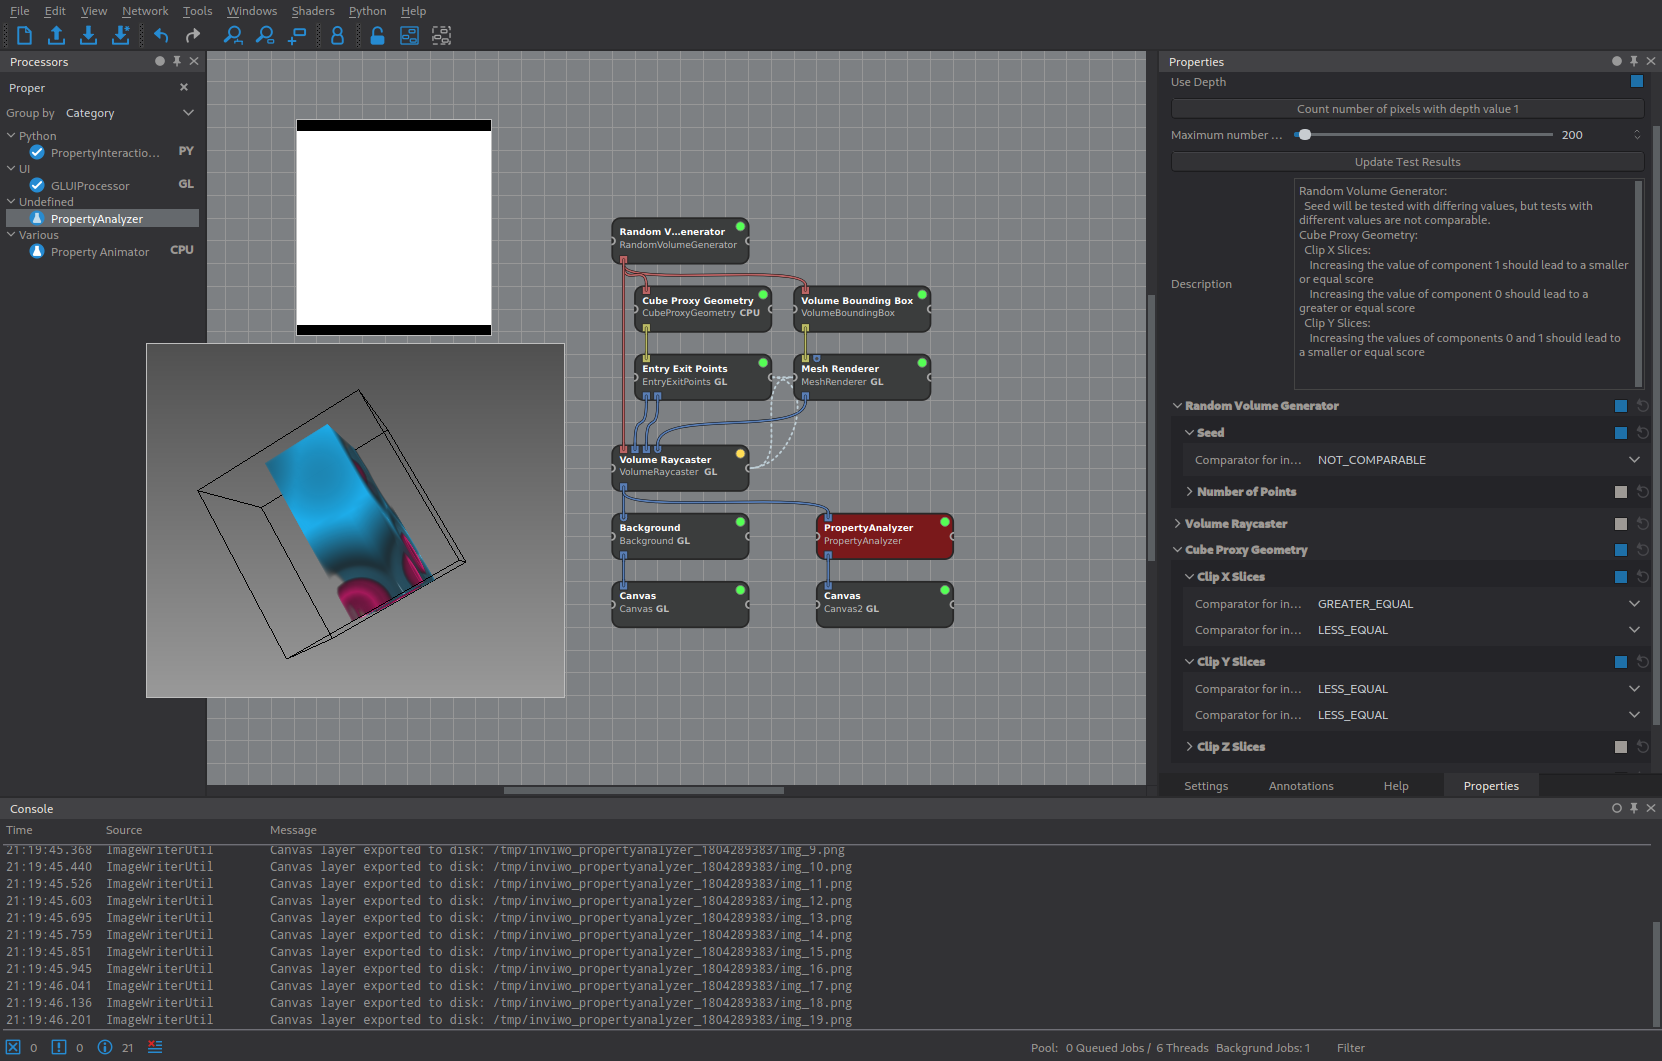 File Edit View Network Tools Windows Shaders Python Help
Processors
Proper
Group by Category
Python
PropertyInteractio... PY
UI
GLUIProcessor GL
Undefined
PropertyAnalyzer
Various
Property Animator CPU
Random V...enerator
RandomVolumeGenerator
Cube Proxy Geometry
CubeProxyGeometry CPU
Volume Bounding Box
VolumeBoundingBox
Entry Exit Points
EntryExitPoints GL
Mesh Renderer
MeshRenderer GL
Volume Raycaster
VolumeRaycaster GL
Background
Background GL
PropertyAnalyzer
PropertyAnalyzer
Canvas
Canvas GL
Canvas
Canvas2 GL
Properties
Use Depth
Count number of pixels with depth value 1
Maximum number ... 200
Update Test Results
Description
Random Volume Generator:
Seed will be tested with differing values, but tests with
different values are not comparable.
Cube Proxy Geometry:
Clip X Slices:
Increasing the value of component 1 should lead to a smaller
or equal score
Increasing the value of component 0 should lead to a
greater or equal score
Clip Y Slices:
Increasing the values of components 0 and 1 should lead to
a smaller or equal score
Random Volume Generator
Seed
Comparator for in... NOT_COMPARABLE
Number of Points
Volume Raycaster
Cube Proxy Geometry
Clip X Slices
Comparator for in... GREATER_EQUAL
Comparator for in... LESS_EQUAL
Clip Y Slices
Comparator for in... LESS_EQUAL
Comparator for in... LESS_EQUAL
Clip Z Slices
Settings Annotations Help Properties
Console
Time Source Message
21:19:45.368 ImageWriterUtil Canvas layer exported to disk: /tmp/inviwo_propertyanalyzer_1804289383/img_9.png
21:19:45.440 ImageWriterUtil Canvas layer exported to disk: /tmp/inviwo_propertyanalyzer_1804289383/img_10.png
21:19:45.526 ImageWriterUtil Canvas layer exported to disk: /tmp/inviwo_propertyanalyzer_1804289383/img_11.png
21:19:45.603 ImageWriterUtil Canvas layer exported to disk: /tmp/inviwo_propertyanalyzer_1804289383/img_12.png
21:19:45.695 ImageWriterUtil Canvas layer exported to disk: /tmp/inviwo_propertyanalyzer_1804289383/img_13.png
21:19:45.759 ImageWriterUtil Canvas layer exported to disk: /tmp/inviwo_propertyanalyzer_1804289383/img_14.png
21:19:45.851 ImageWriterUtil Canvas layer exported to disk: /tmp/inviwo_propertyanalyzer_1804289383/img_15.png
21:19:45.945 ImageWriterUtil Canvas layer exported to disk: /tmp/inviwo_propertyanalyzer_1804289383/img_16.png
21:19:46.041 ImageWriterUtil Canvas layer exported to disk: /tmp/inviwo_propertyanalyzer_1804289383/img_17.png
21:19:46.136 ImageWriterUtil Canvas layer exported to disk: /tmp/inviwo_propertyanalyzer_1804289383/img_18.png
21:19:46.201 ImageWriterUtil Canvas layer exported to disk: /tmp/inviwo_propertyanalyzer_1804289383/img_19.png
0 0 21 Pool: 0 Queued Jobs / 6 Threads Backgrund Jobs: 1 Filter